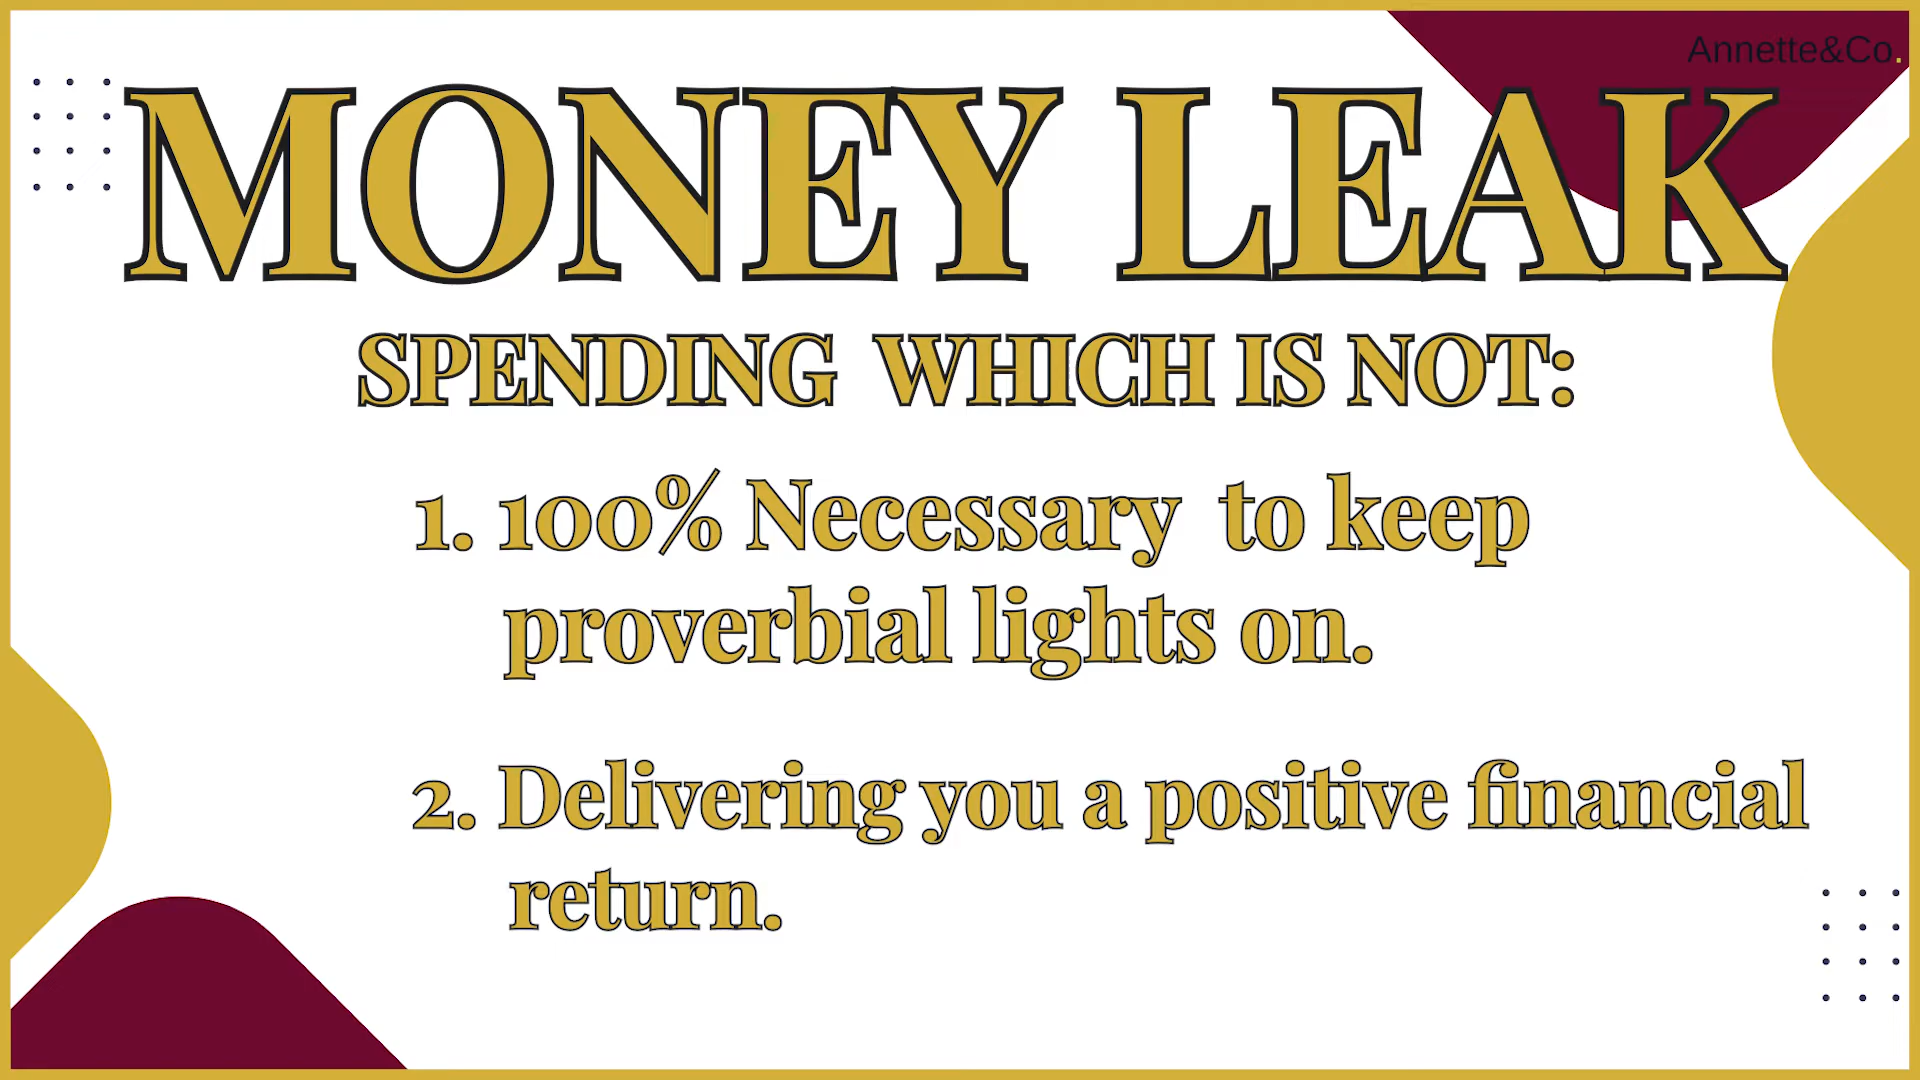 Annette&Co.
MONEY LEAK
SPENDING WHICH IS NOT:
1. 100% Necessary to keep
proverbial lights on.
2. Delivering you a positive financial
return.